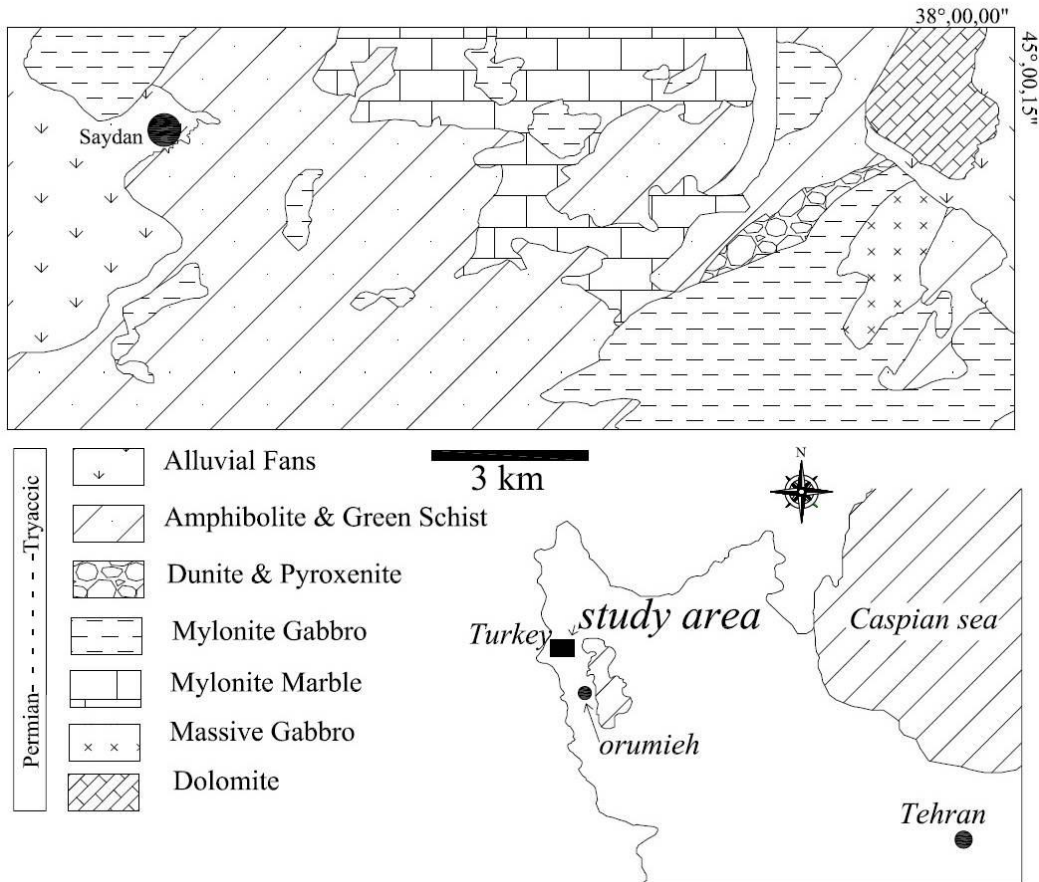 38°,00,00"
45°,00,15"
Saydan
Alluvial Fans
Amphibolite & Green Schist
Dunite & Pyroxenite
Mylonite Gabbro
Mylonite Marble
Massive Gabbro
Dolomite
Permian------Tryaccic
3 km
N
study area
Turkey
Caspian sea
orumieh
Tehran